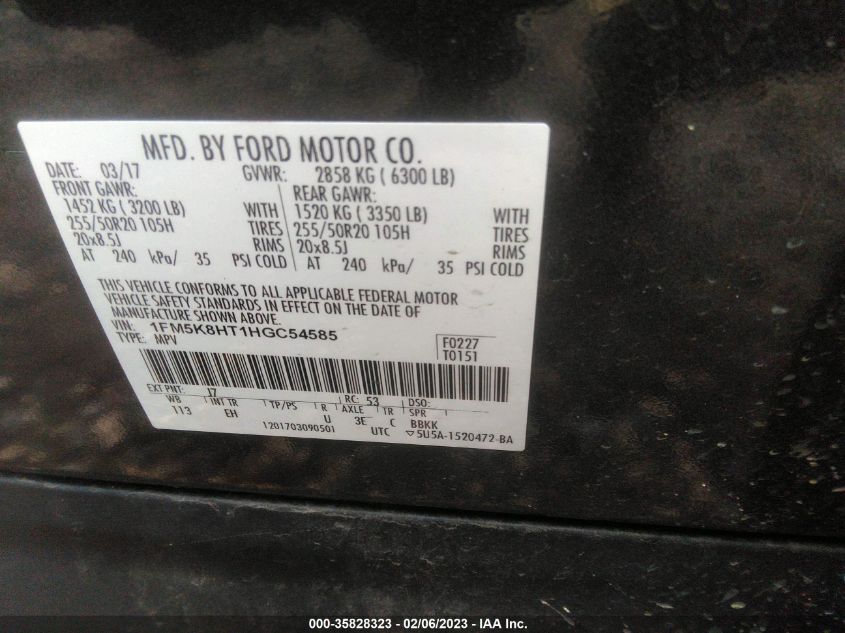 MFD. BY FORD MOTOR CO.
DATE: 03/17 GVWR: 2858 KG ( 6300 LB)
FRONT GAWR: REAR GAWR:
1452 KG ( 3200 LB) WITH 1520 KG ( 3350 LB) WITH
255/50R20 105H TIRES 255/50R20 105H TIRES
20x8.5J RIMS 20x8.5J RIMS
AT 240 kPa/ 35 PSI COLD AT 240 kPa/ 35 PSI COLD
THIS VEHICLE CONFORMS TO ALL APPLICABLE FEDERAL MOTOR
VEHICLE SAFETY STANDARDS IN EFFECT ON THE DATE OF
MANUFACTURE SHOWN ABOVE.
VIN: 1FM5K8HT1HGC54585 F0227
TYPE: MPV T0151
EXT PNT: J7 RC: 53 DSO:
WB INT TR TP/PS R AXLE TR SPR
113 EH U 3E C BBKK
1201703090501 UTC ▽5U5A-1520472-BA
000-35828323 — 02/06/2023 — IAA Inc.